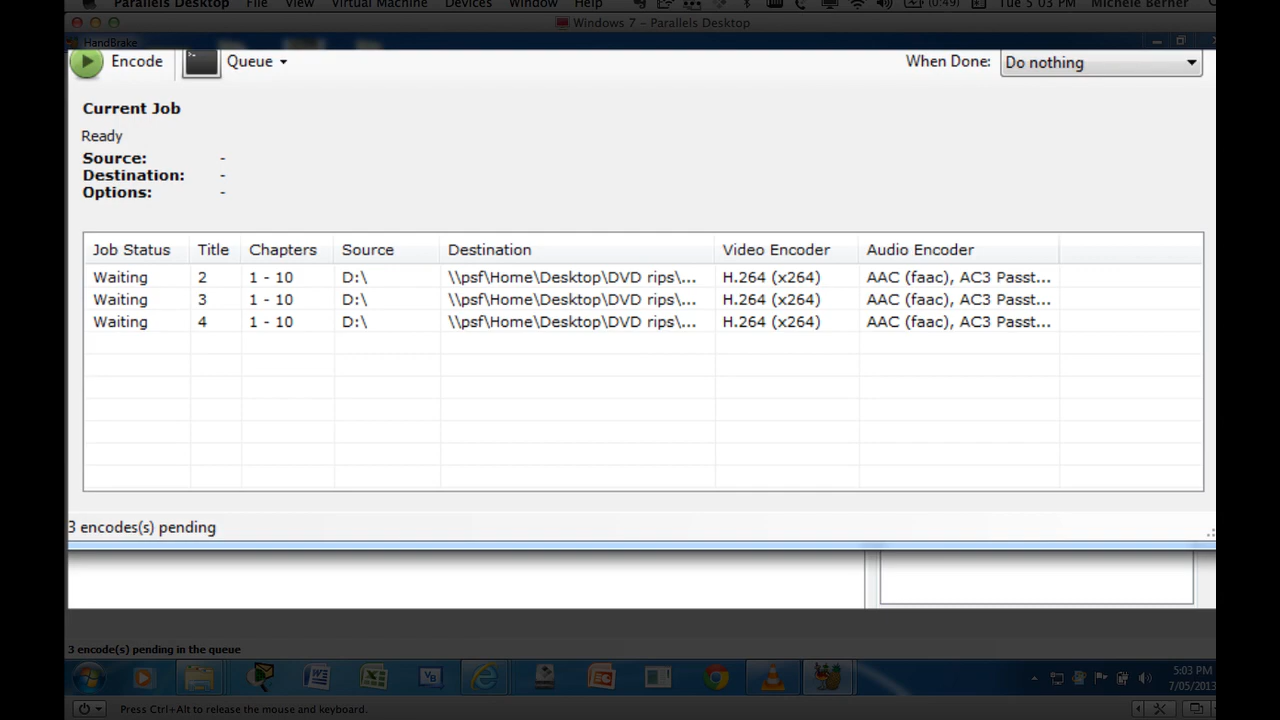 Parallels Desktop File View Virtual Machine Devices Window Help (0:49) Tue 5:03 PM Michele Berner
Windows 7 - Parallels Desktop
HandBrake
Encode Queue When Done: Do nothing
Current Job
Ready
Source: -
Destination: -
Options: -
Job Status Title Chapters Source Destination Video Encoder Audio Encoder
Waiting 2 1 - 10 D:\ \\psf\Home\Desktop\DVD rips\... H.264 (x264) AAC (faac), AC3 Passt...
Waiting 3 1 - 10 D:\ \\psf\Home\Desktop\DVD rips\... H.264 (x264) AAC (faac), AC3 Passt...
Waiting 4 1 - 10 D:\ \\psf\Home\Desktop\DVD rips\... H.264 (x264) AAC (faac), AC3 Passt...
3 encodes(s) pending
3 encode(s) pending in the queue
5:03 PM
7/05/2013
Press Ctrl+Alt to release the mouse and keyboard.